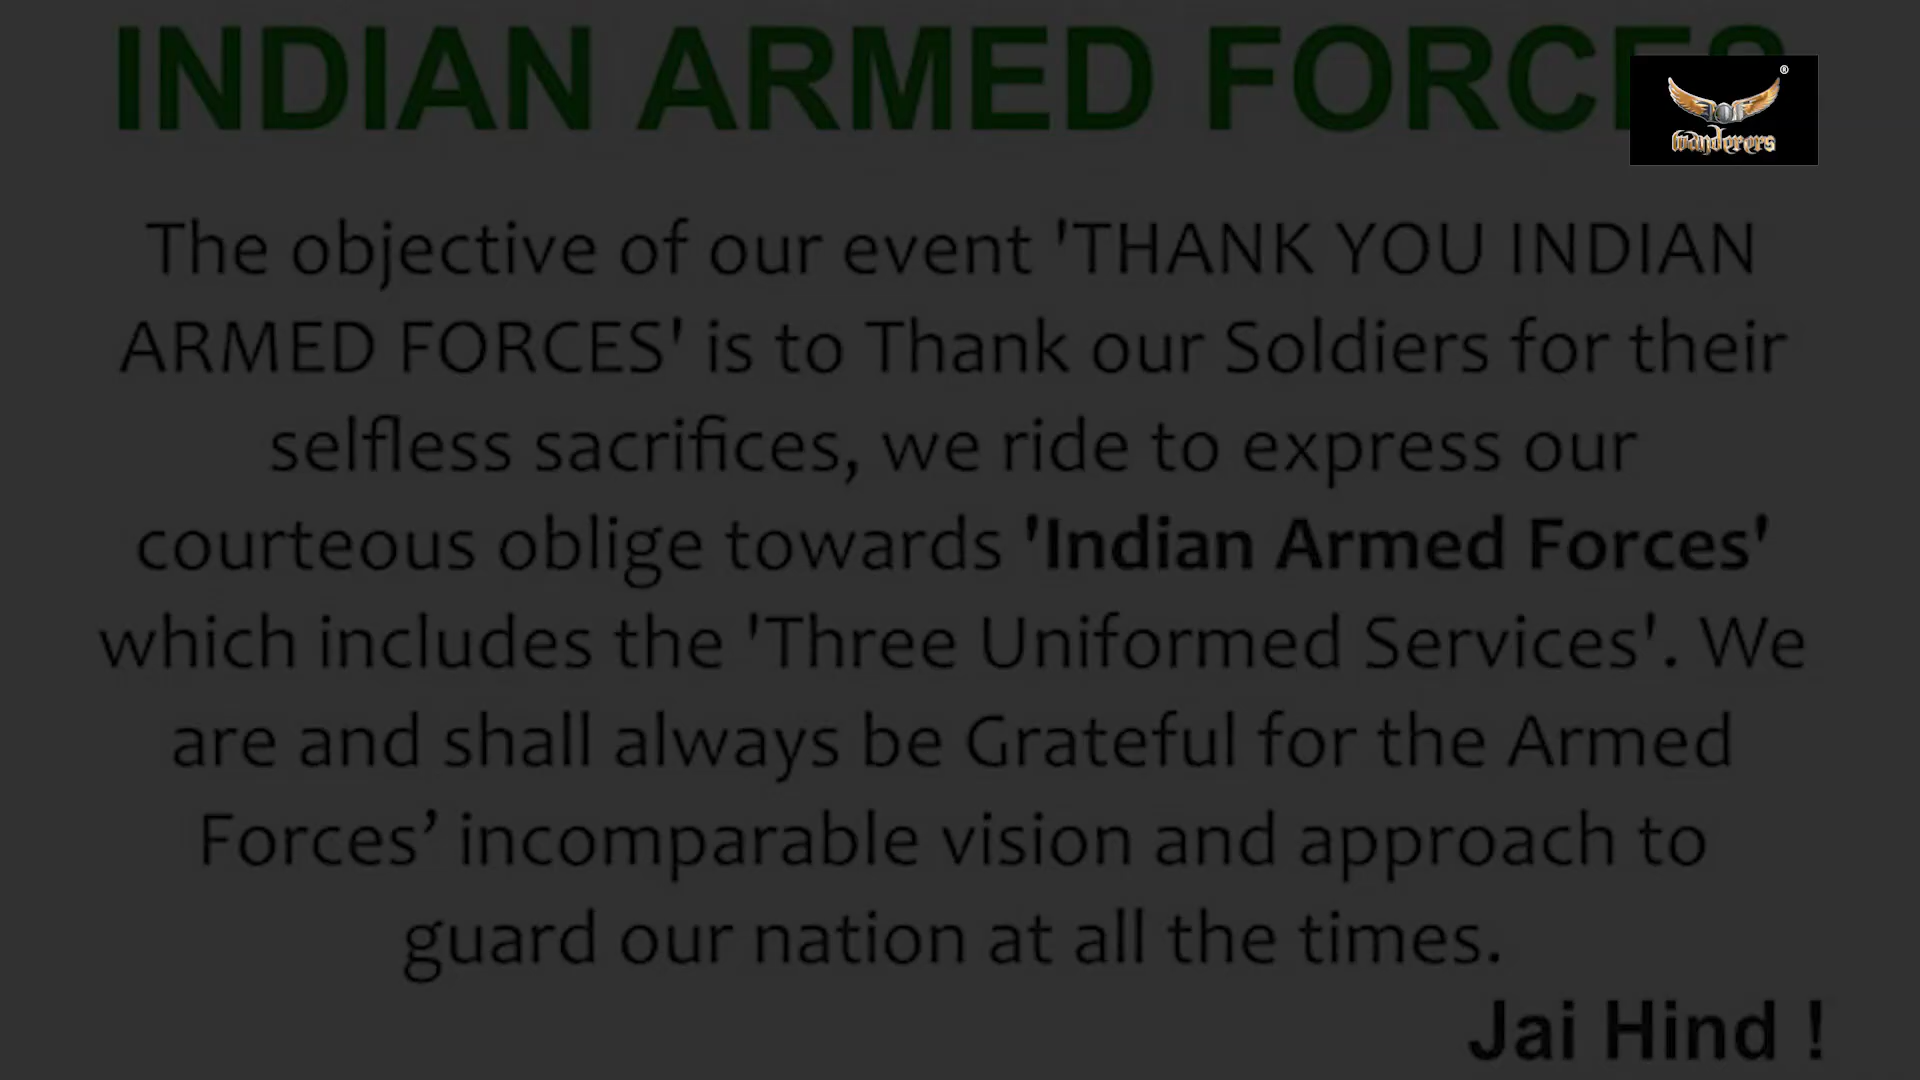 INDIAN ARMED FORCES
®
Wanderers
The objective of our event 'THANK YOU INDIAN
ARMED FORCES' is to Thank our Soldiers for their
selfless sacrifices, we ride to express our
courteous oblige towards 'Indian Armed Forces'
which includes the 'Three Uniformed Services'. We
are and shall always be Grateful for the Armed
Forces’ incomparable vision and approach to
guard our nation at all the times.
Jai Hind !